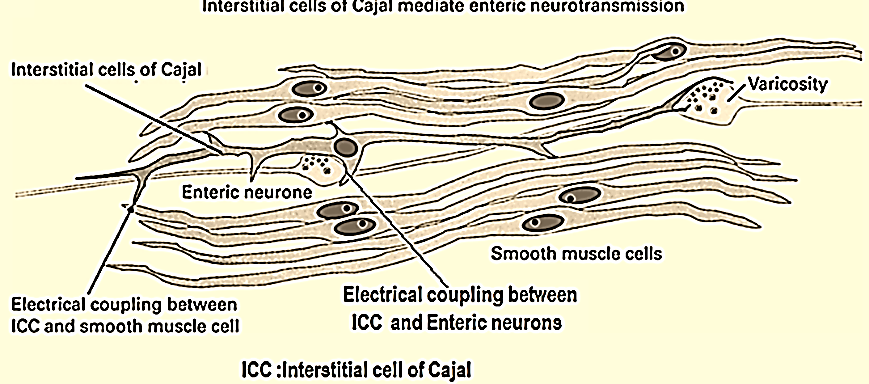 Interstitial cells of Cajal mediate enteric neurotransmission
Interstitial cells of Cajal
Varicosity
Enteric neurone
Smooth muscle cells
Electrical coupling between
ICC and smooth muscle cell
Electrical coupling between
ICC and Enteric neurons
ICC :Interstitial cell of Cajal